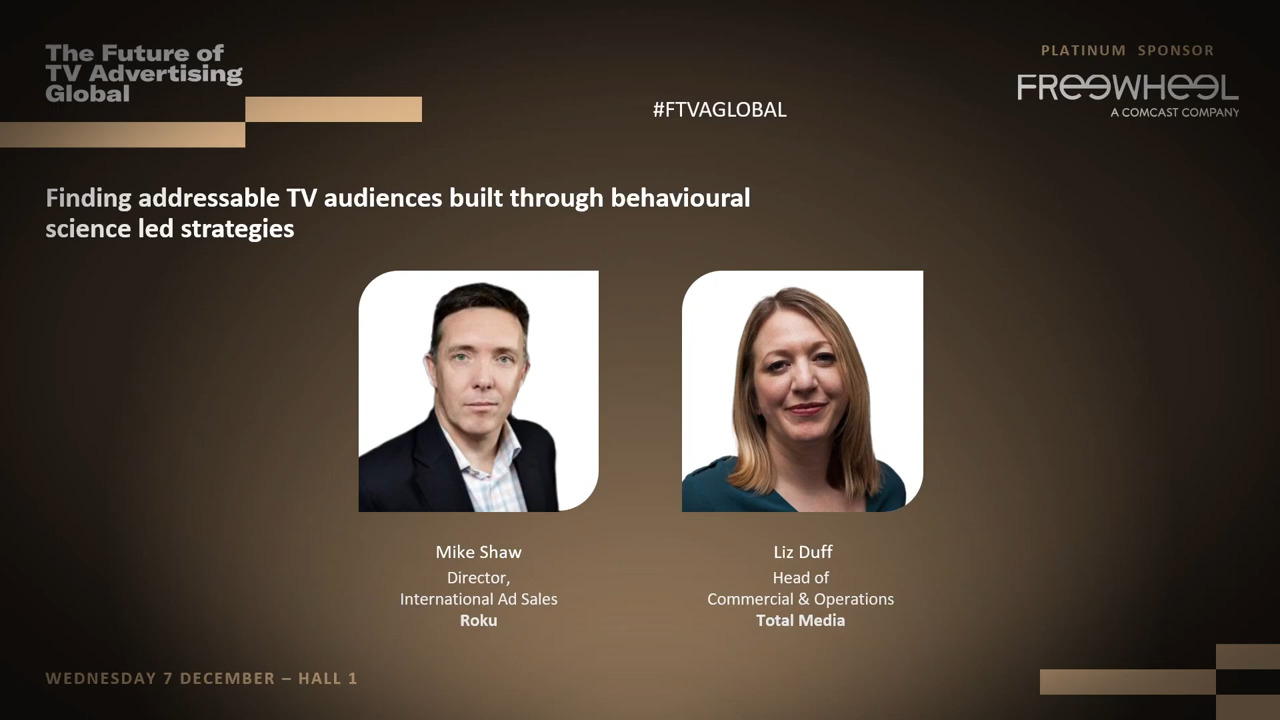 The Future of
TV Advertising
Global
PLATINUM SPONSOR
FREEWHEEL
A COMCAST COMPANY
#FTVAGLOBAL
Finding addressable TV audiences built through behavioural
science led strategies
Mike Shaw
Director,
International Ad Sales
Roku
Liz Duff
Head of
Commercial & Operations
Total Media
WEDNESDAY 7 DECEMBER – HALL 1